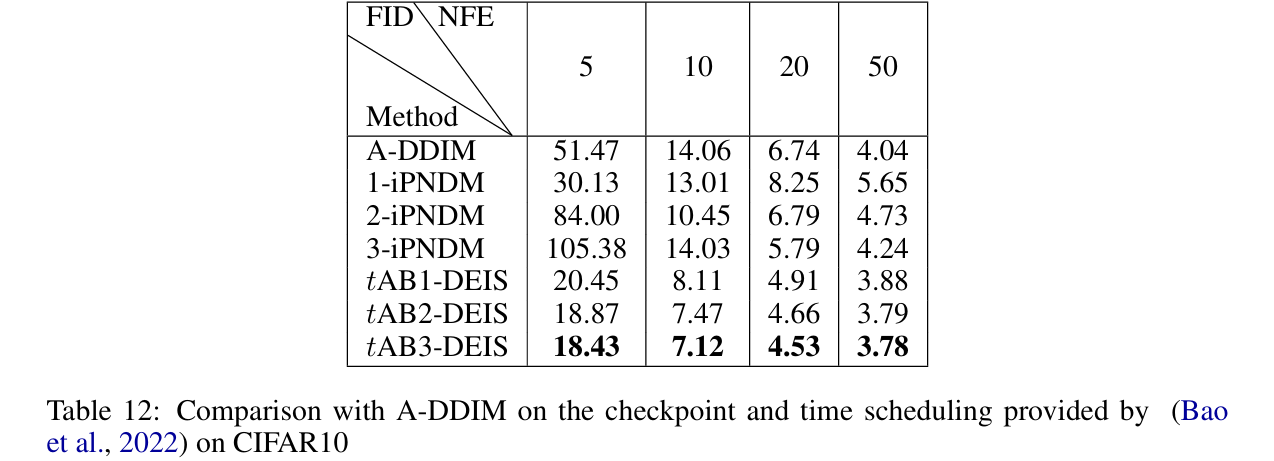 FID NFE
Method
5 10 20 50
A-DDIM 51.47 14.06 6.74 4.04
1-iPNDM 30.13 13.01 8.25 5.65
2-iPNDM 84.00 10.45 6.79 4.73
3-iPNDM 105.38 14.03 5.79 4.24
tAB1-DEIS 20.45 8.11 4.91 3.88
tAB2-DEIS 18.87 7.47 4.66 3.79
tAB3-DEIS 18.43 7.12 4.53 3.78
Table 12: Comparison with A-DDIM on the checkpoint and time scheduling provided by (Bao
et al., 2022) on CIFAR10